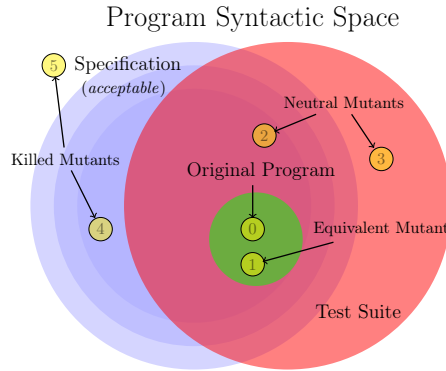 Program Syntactic Space
5
Specification
(acceptable)
Neutral Mutants
2
3
Killed Mutants
Original Program
4
0
Equivalent Mutant
1
Test Suite